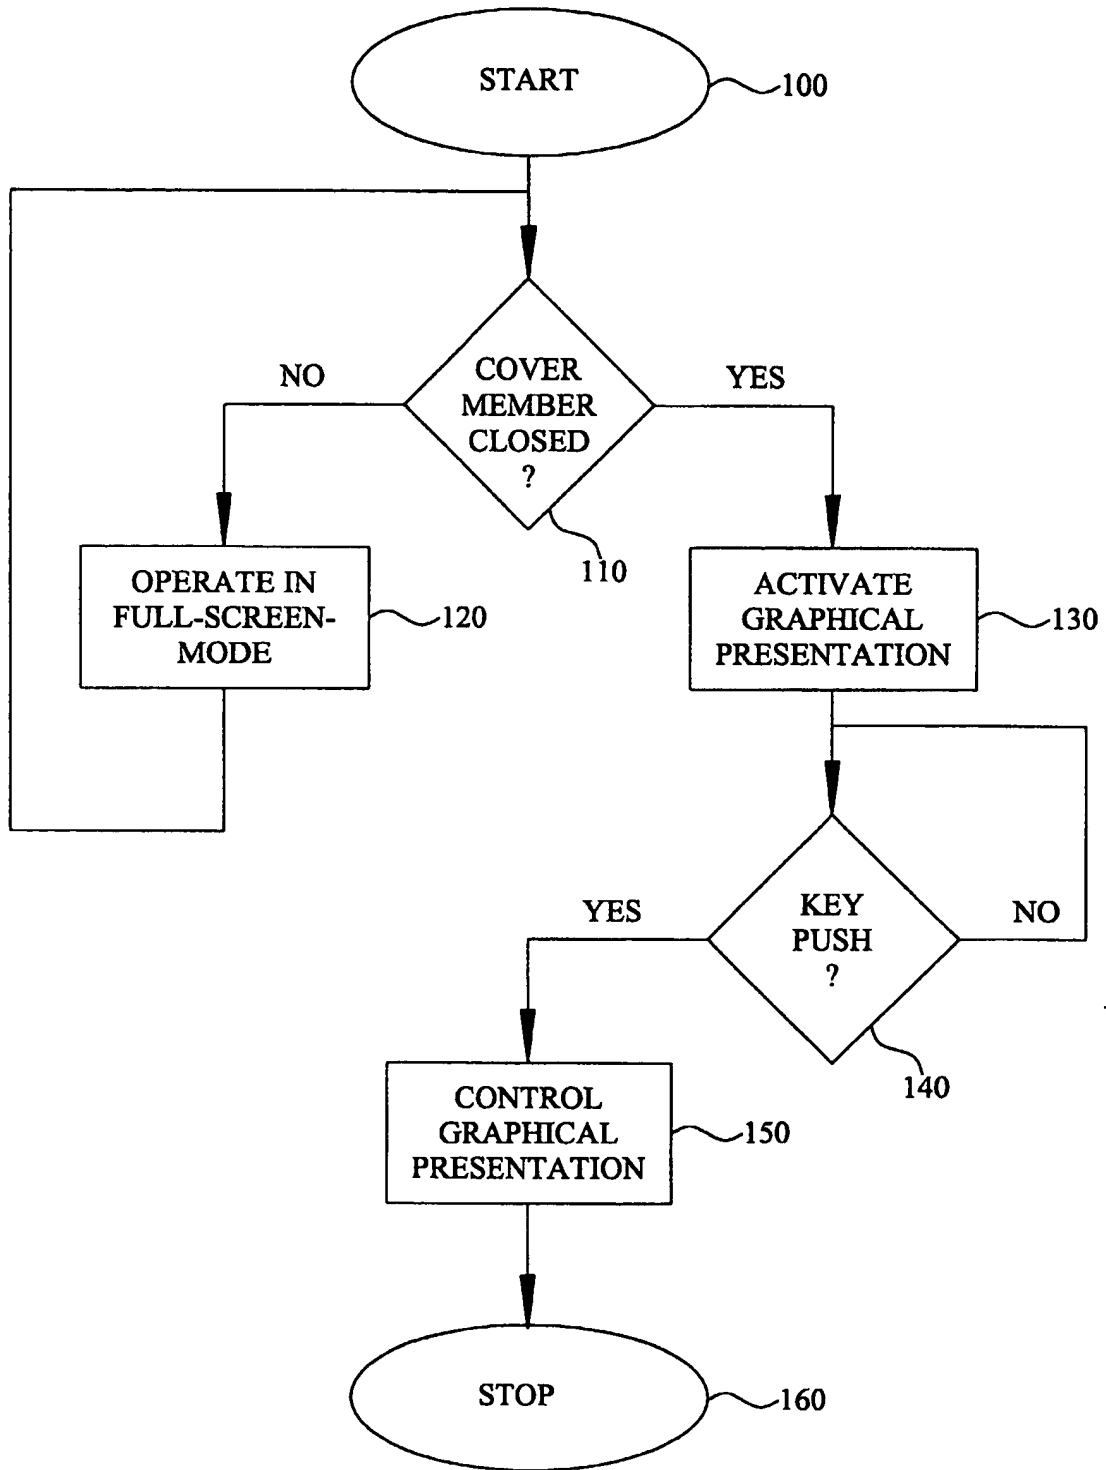 START
100
NO
COVER
MEMBER
CLOSED
?
YES
110
OPERATE IN
FULL-SCREEN-
MODE
120
ACTIVATE
GRAPHICAL
PRESENTATION
130
YES
KEY
PUSH
?
NO
140
CONTROL
GRAPHICAL
PRESENTATION
150
STOP
160